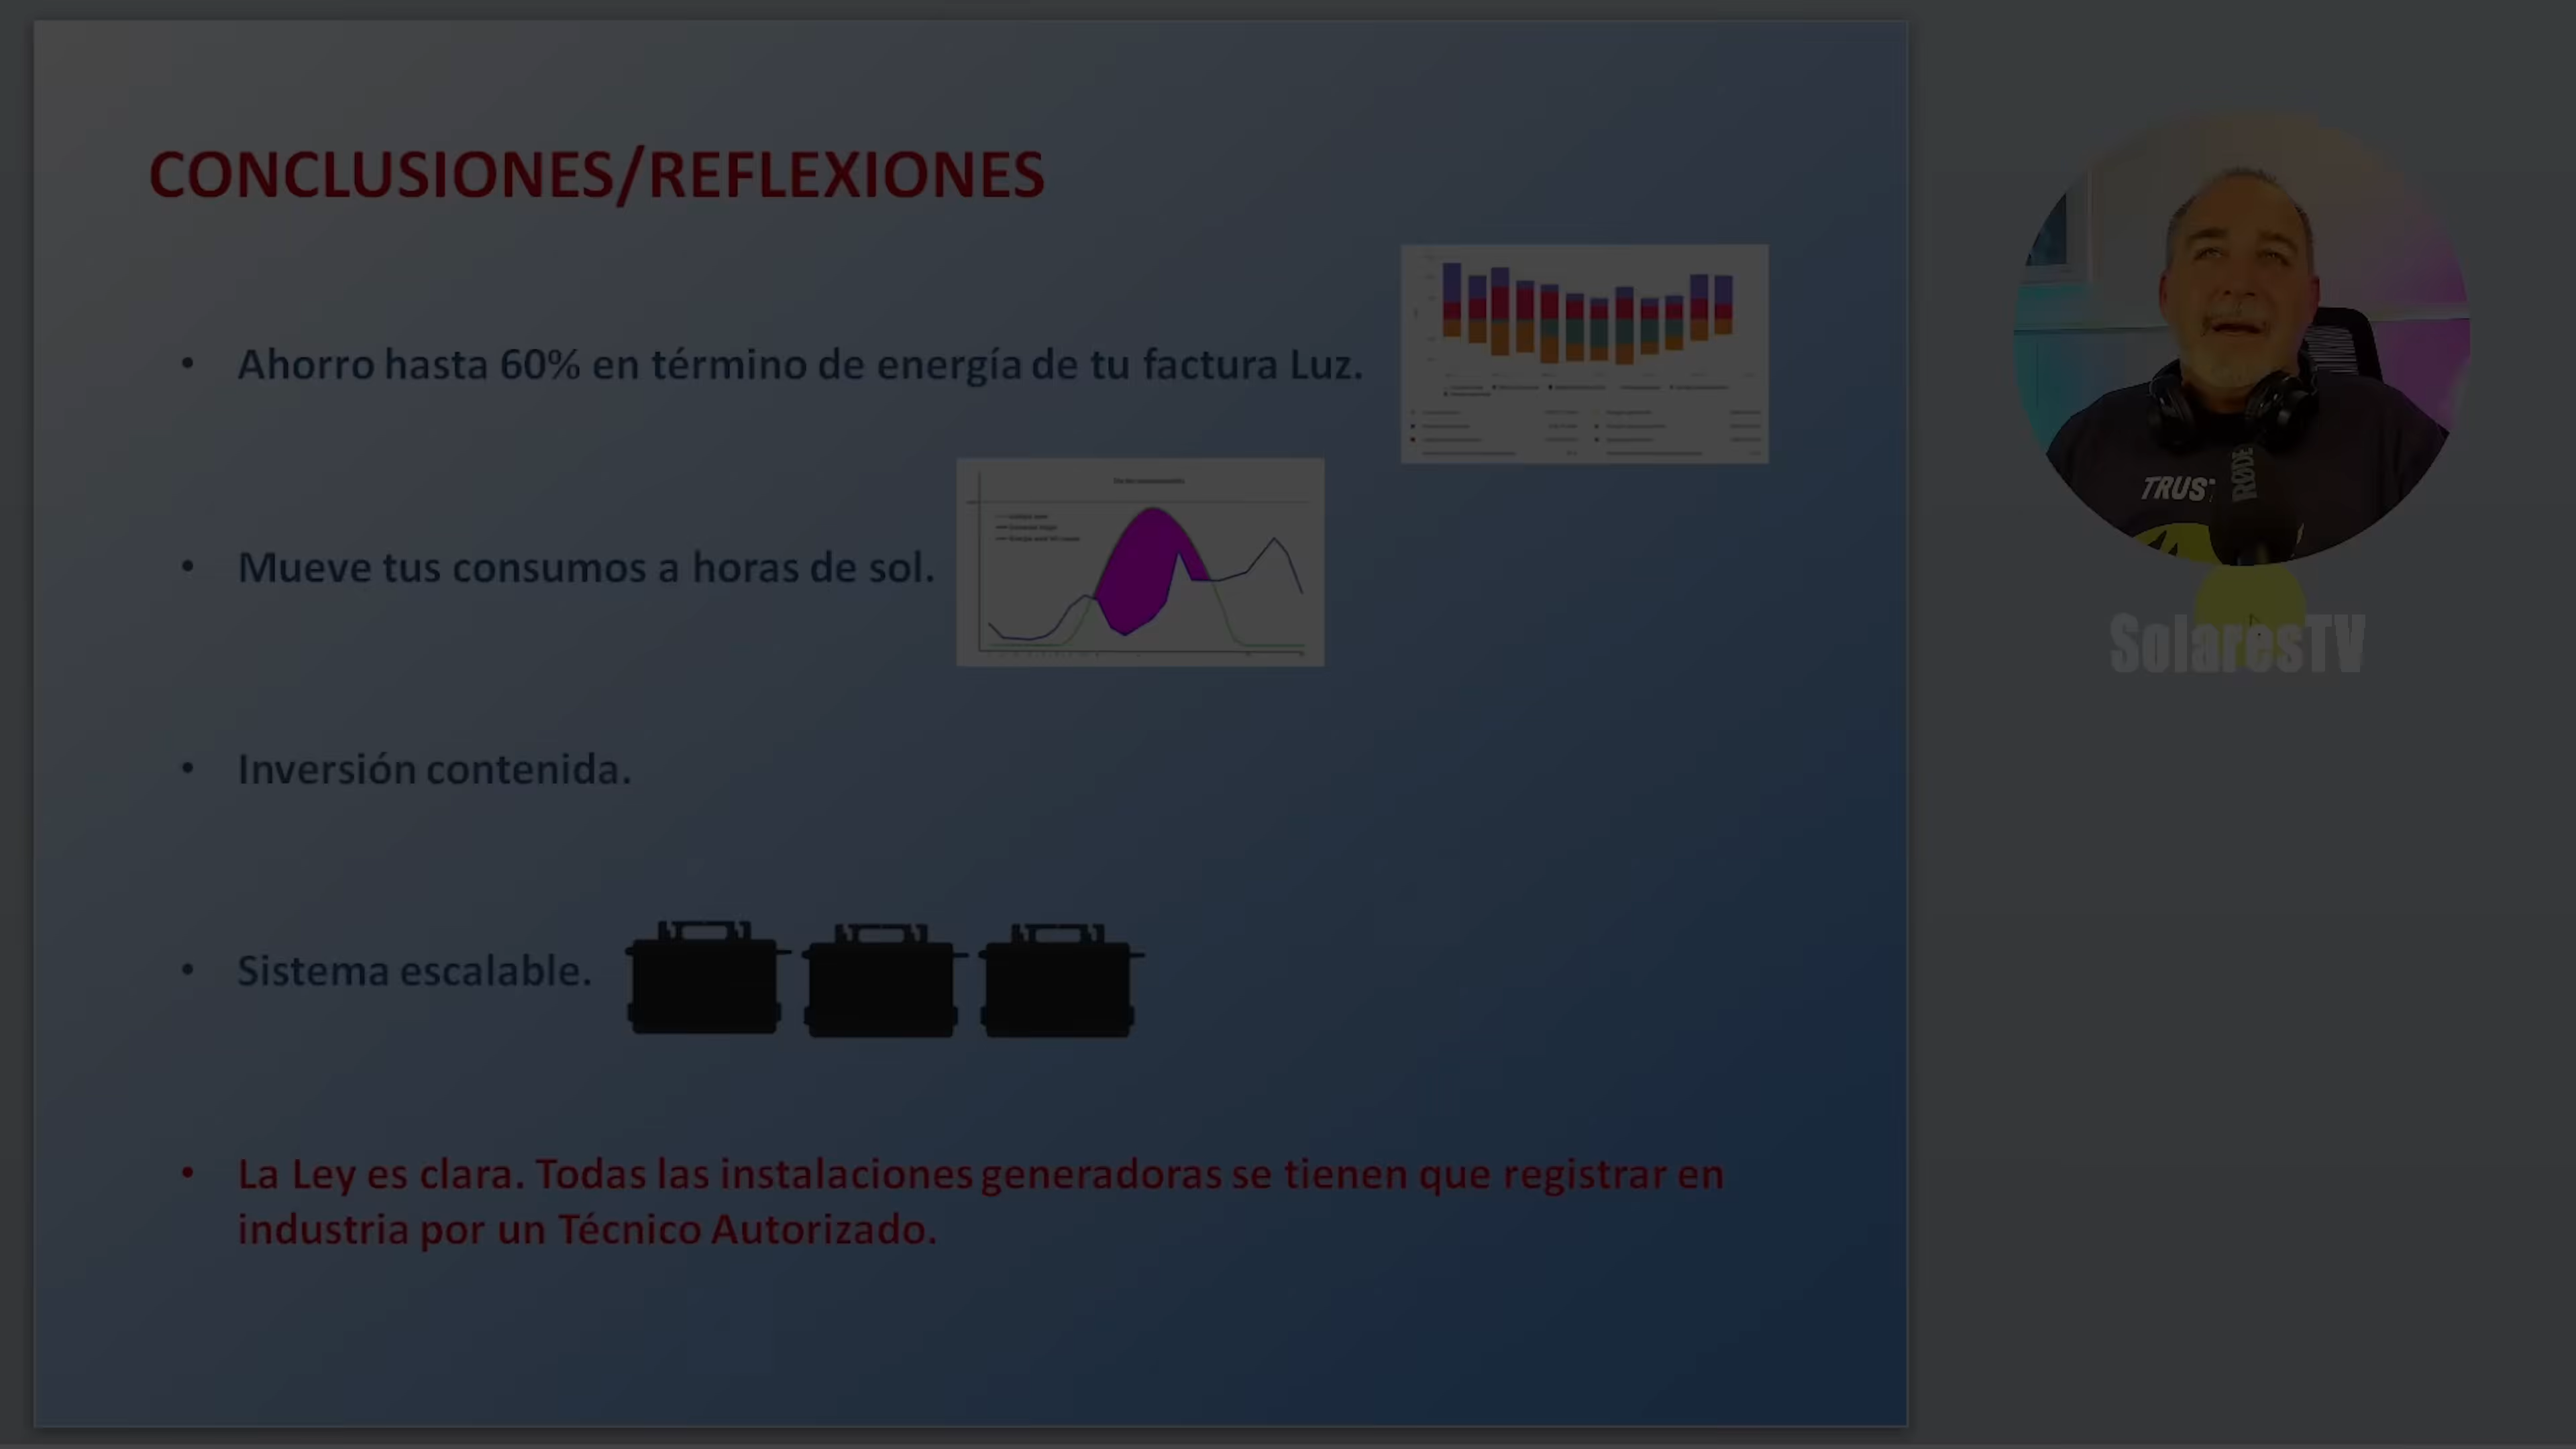 CONCLUSIONES/REFLEXIONES
• Ahorro hasta 60% en término de energía de tu factura Luz.
• Mueve tus consumos a horas de sol.
• Inversión contenida.
• Sistema escalable.
• La Ley es clara. Todas las instalaciones generadoras se tienen que registrar en
industria por un Técnico Autorizado.
TRUST
RØDE
SolaresTV